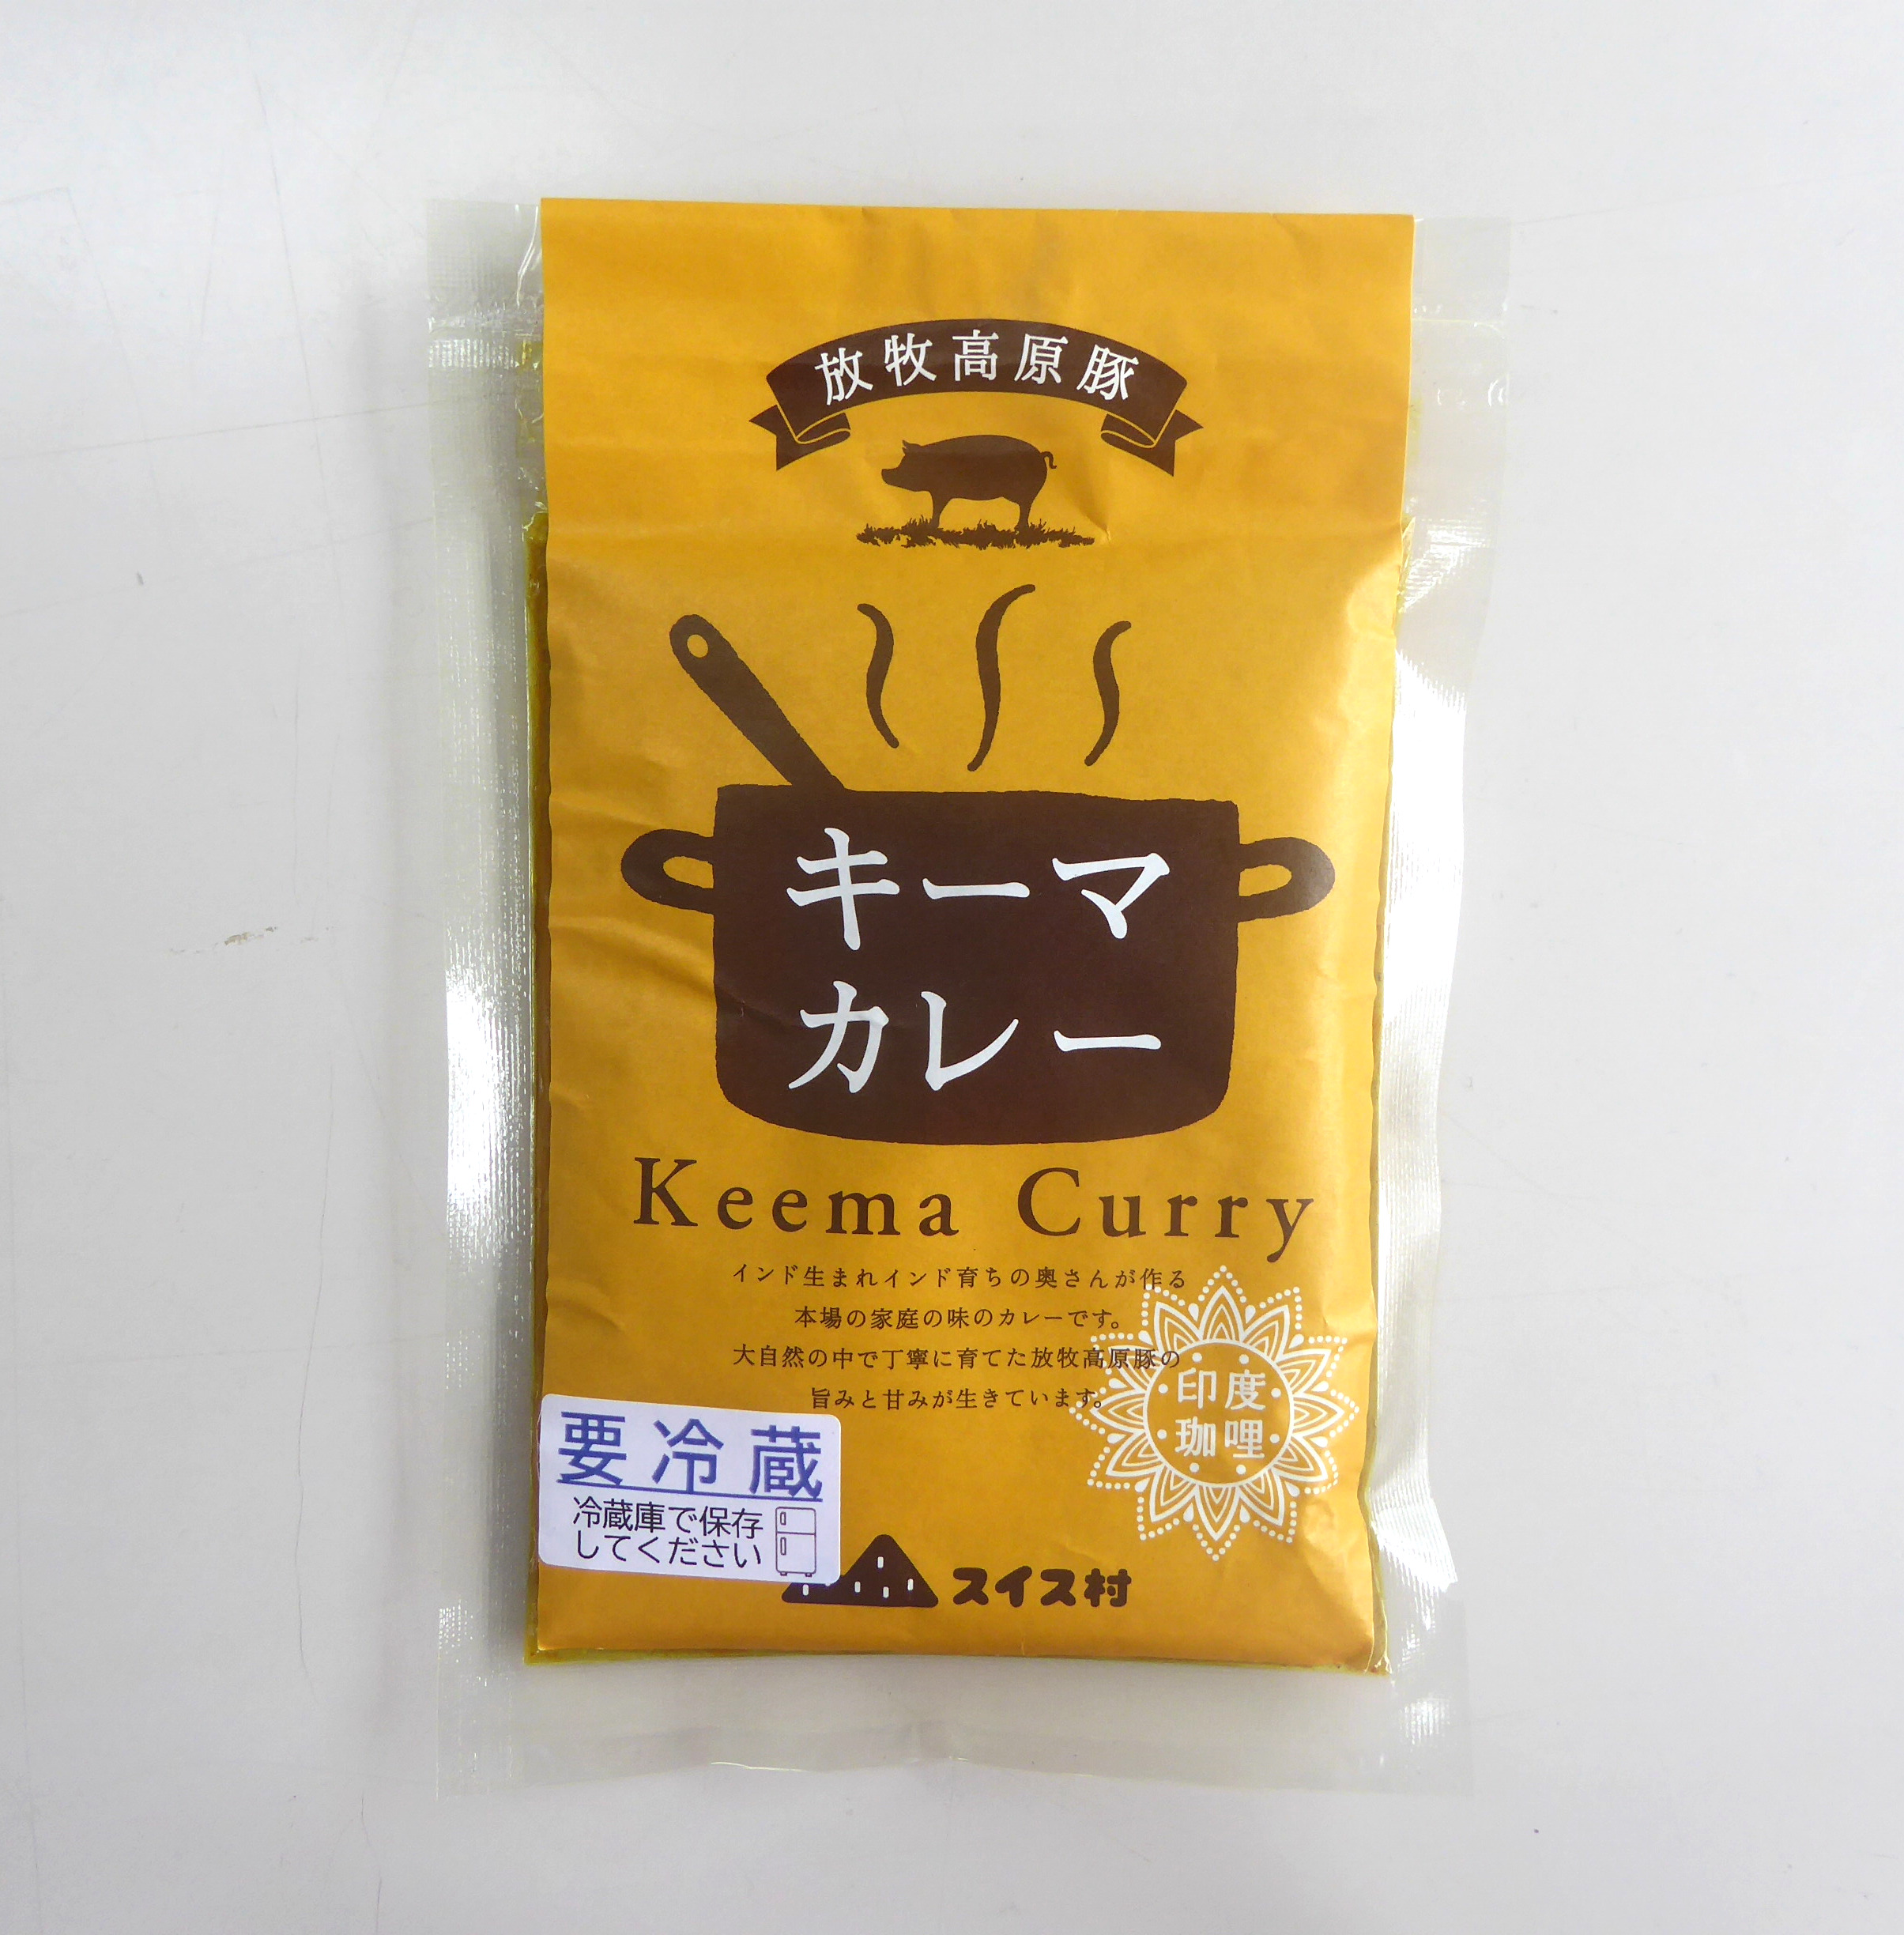 放牧高原豚
キーマ
カレー
Keema Curry
インド生まれインド育ちの奥さんが作る
本場の家庭の味のカレーです。
大自然の中で丁寧に育てた放牧高原豚の
旨みと甘みが生きています。
印度
珈哩
要冷蔵
冷蔵庫で保存
してください
スイス村